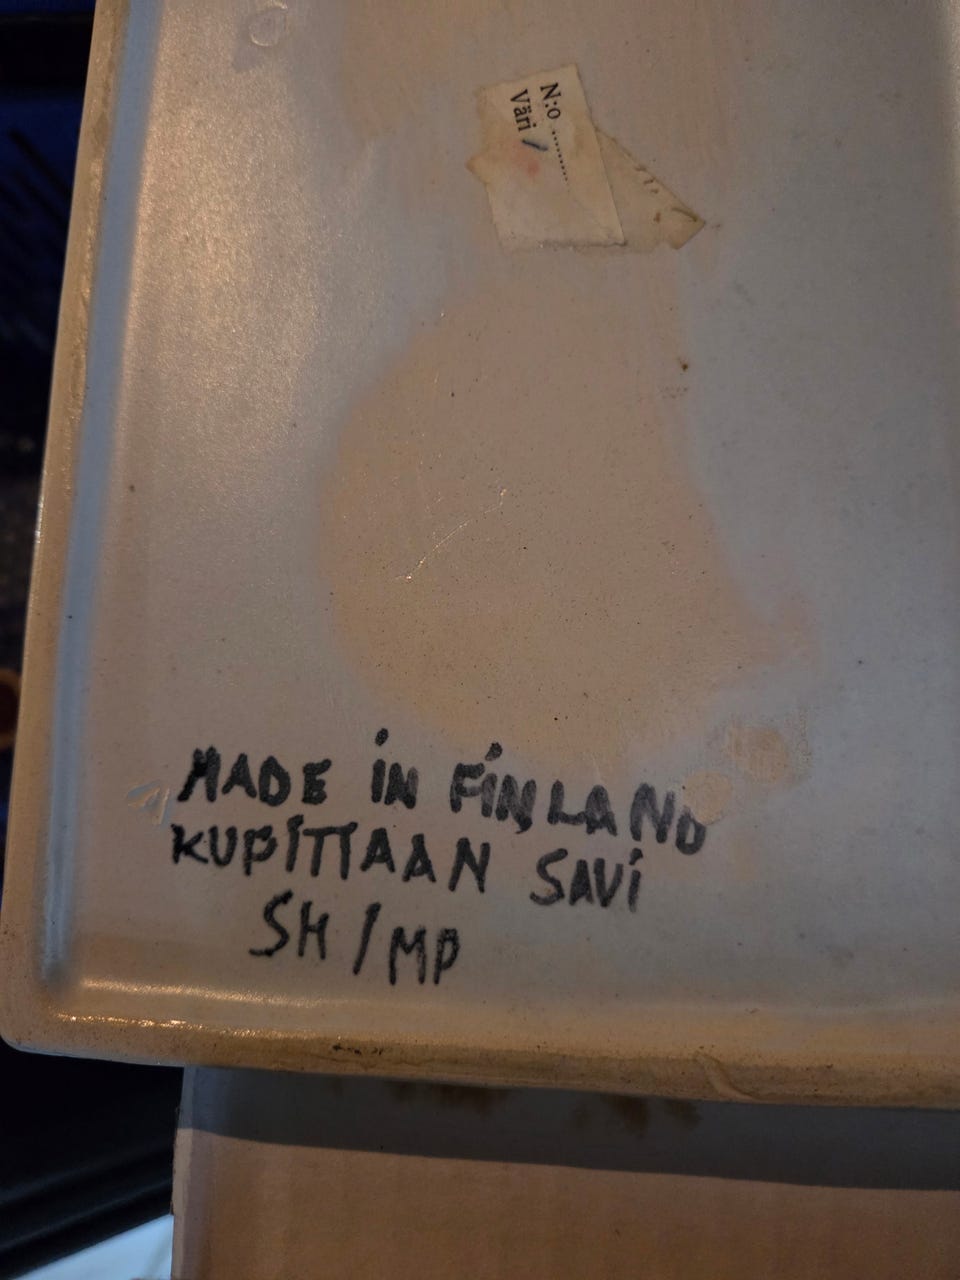 N:o ..........
Väri
MADE IN FINLAND
KUPITTAAN SAVI
SH/MP